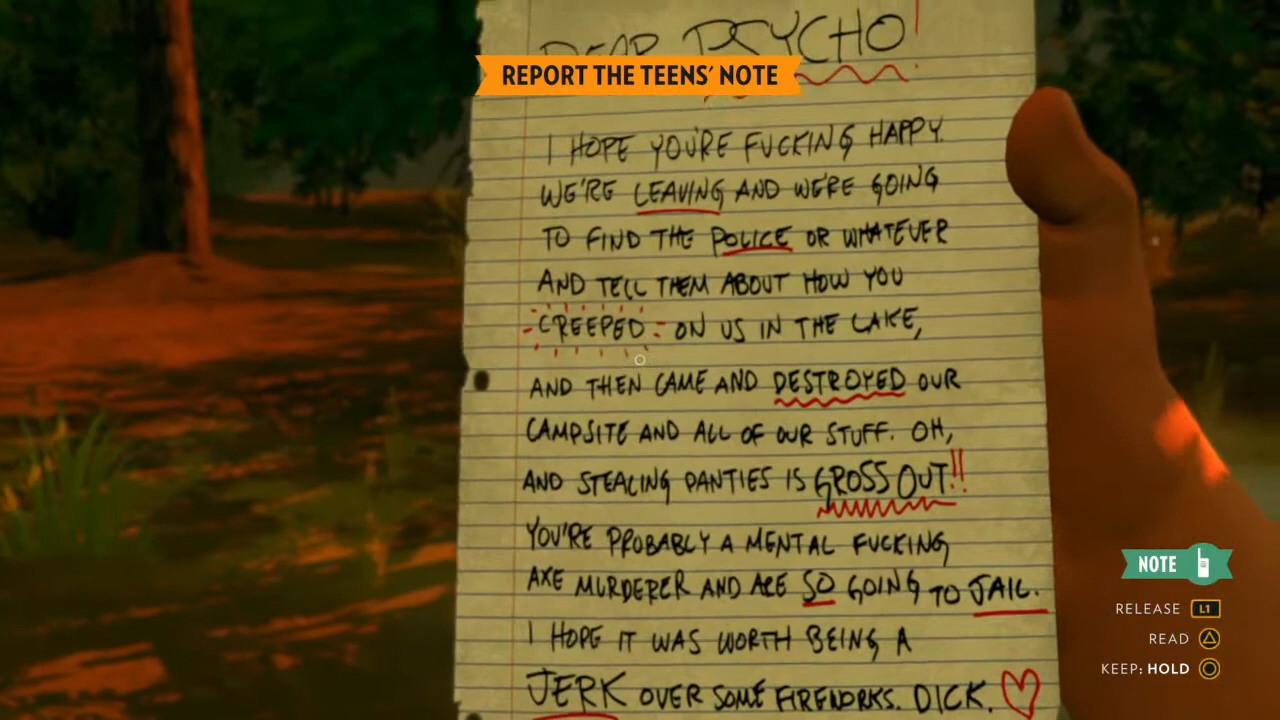 DEAR PSYCHO!
REPORT THE TEENS' NOTE
I HOPE YOU'RE FUCKING HAPPY.
WE'RE LEAVING AND WE'RE GOING
TO FIND THE POLICE OR WHATEVER
AND TELL THEM ABOUT HOW YOU
CREEPED ON US IN THE LAKE,
AND THEN CAME AND DESTROYED OUR
CAMPSITE AND ALL OF OUR STUFF. OH,
AND STEALING PANTIES IS GROSS OUT!!
YOU'RE PROBABLY A MENTAL FUCKING
AXE MURDERER AND ARE SO GOING TO JAIL.
I HOPE IT WAS WORTH BEING A
JERK OVER SOME FIREWORKS. DICK.
NOTE
RELEASE L1
READ
KEEP: HOLD